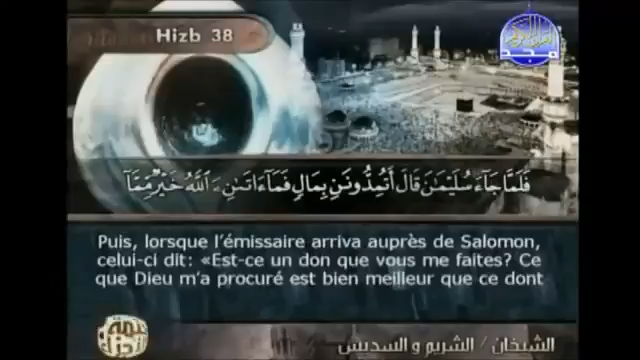 Hizb 38
مجد
فَلَمَّا جَآءَ سُلَيْمَٰنَ قَالَ أَتُمِدُّونَنِ بِمَالٍ فَمَآ ءَاتَىٰنِۦَ ٱللَّهُ خَيْرٌ مِّمَّآ
Puis, lorsque l'émissaire arriva auprès de Salomon,
celui-ci dit: «Est-ce un don que vous me faites? Ce
que Dieu m'a procuré est bien meilleur que ce dont
الشيخان / الشريم و السديس